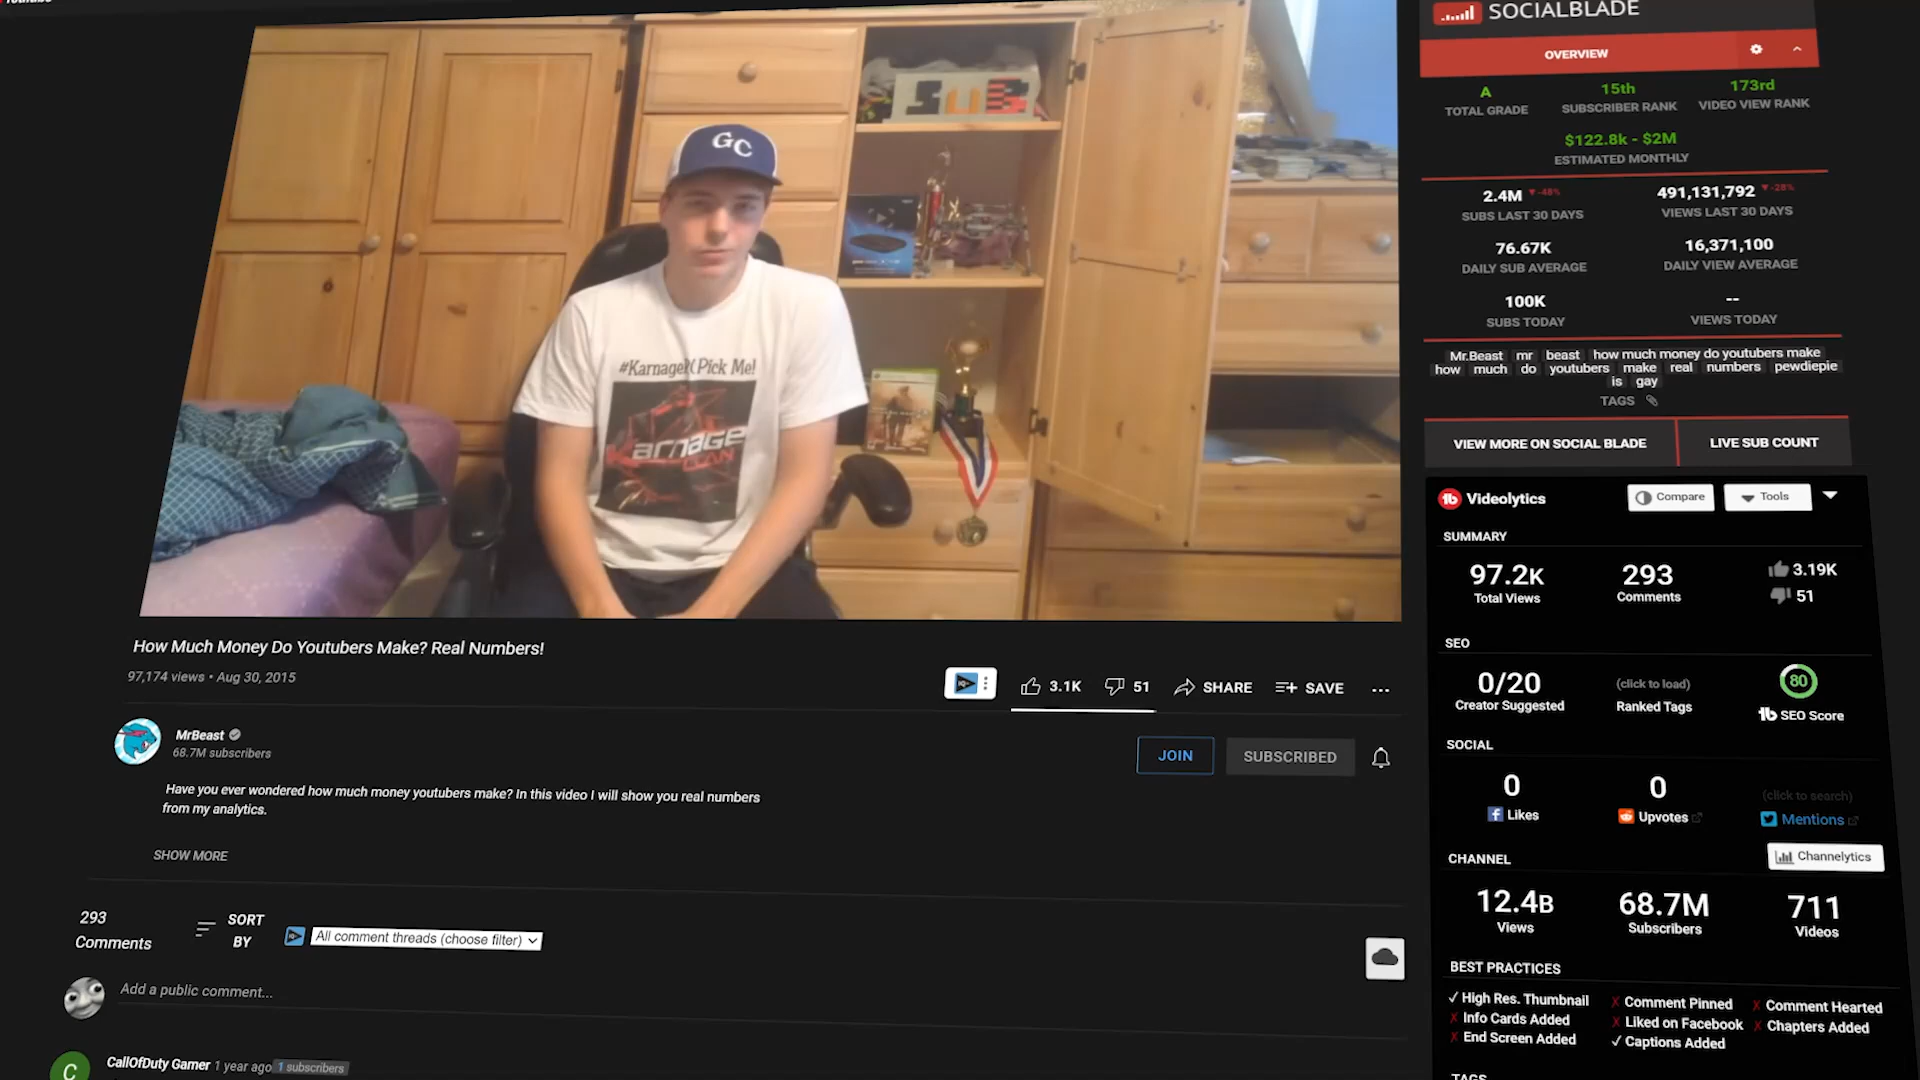 GC
SUB
#KarnageRC Pick Me!
Karnage
CLAN
How Much Money Do Youtubers Make? Real Numbers!
97,174 views • Aug 30, 2015
3.1K
51
SHARE
SAVE
MrBeast
68.7M subscribers
JOIN
SUBSCRIBED
Have you ever wondered how much money youtubers make? In this video I will show you real numbers
from my analytics.
SHOW MORE
293
Comments
SORT
BY
All comment threads (choose filter)
Add a public comment...
C
CallOfDuty Gamer 1 year ago 1 subscribers
SOCIALBLADE
OVERVIEW
A
TOTAL GRADE
15th
SUBSCRIBER RANK
173rd
VIDEO VIEW RANK
$122.8k - $2M
ESTIMATED MONTHLY
2.4M -48%
SUBS LAST 30 DAYS
491,131,792 -28%
VIEWS LAST 30 DAYS
76.67K
DAILY SUB AVERAGE
16,371,100
DAILY VIEW AVERAGE
100K
SUBS TODAY
--
VIEWS TODAY
Mr.Beast mr beast how much money do youtubers make
how much do youtubers make real numbers pewdiepie
is gay
TAGS
VIEW MORE ON SOCIAL BLADE
LIVE SUB COUNT
tb Videolytics
Compare
Tools
SUMMARY
97.2K
Total Views
293
Comments
3.19K
51
SEO
0/20
Creator Suggested
(click to load)
Ranked Tags
80
tb SEO Score
SOCIAL
0
Likes
0
Upvotes
(click to search)
Mentions
CHANNEL
Channelytics
12.4B
Views
68.7M
Subscribers
711
Videos
BEST PRACTICES
✓ High Res. Thumbnail
✗ Comment Pinned
✗ Comment Hearted
✗ Info Cards Added
✗ Liked on Facebook
✗ Chapters Added
✗ End Screen Added
✓ Captions Added
TAGS